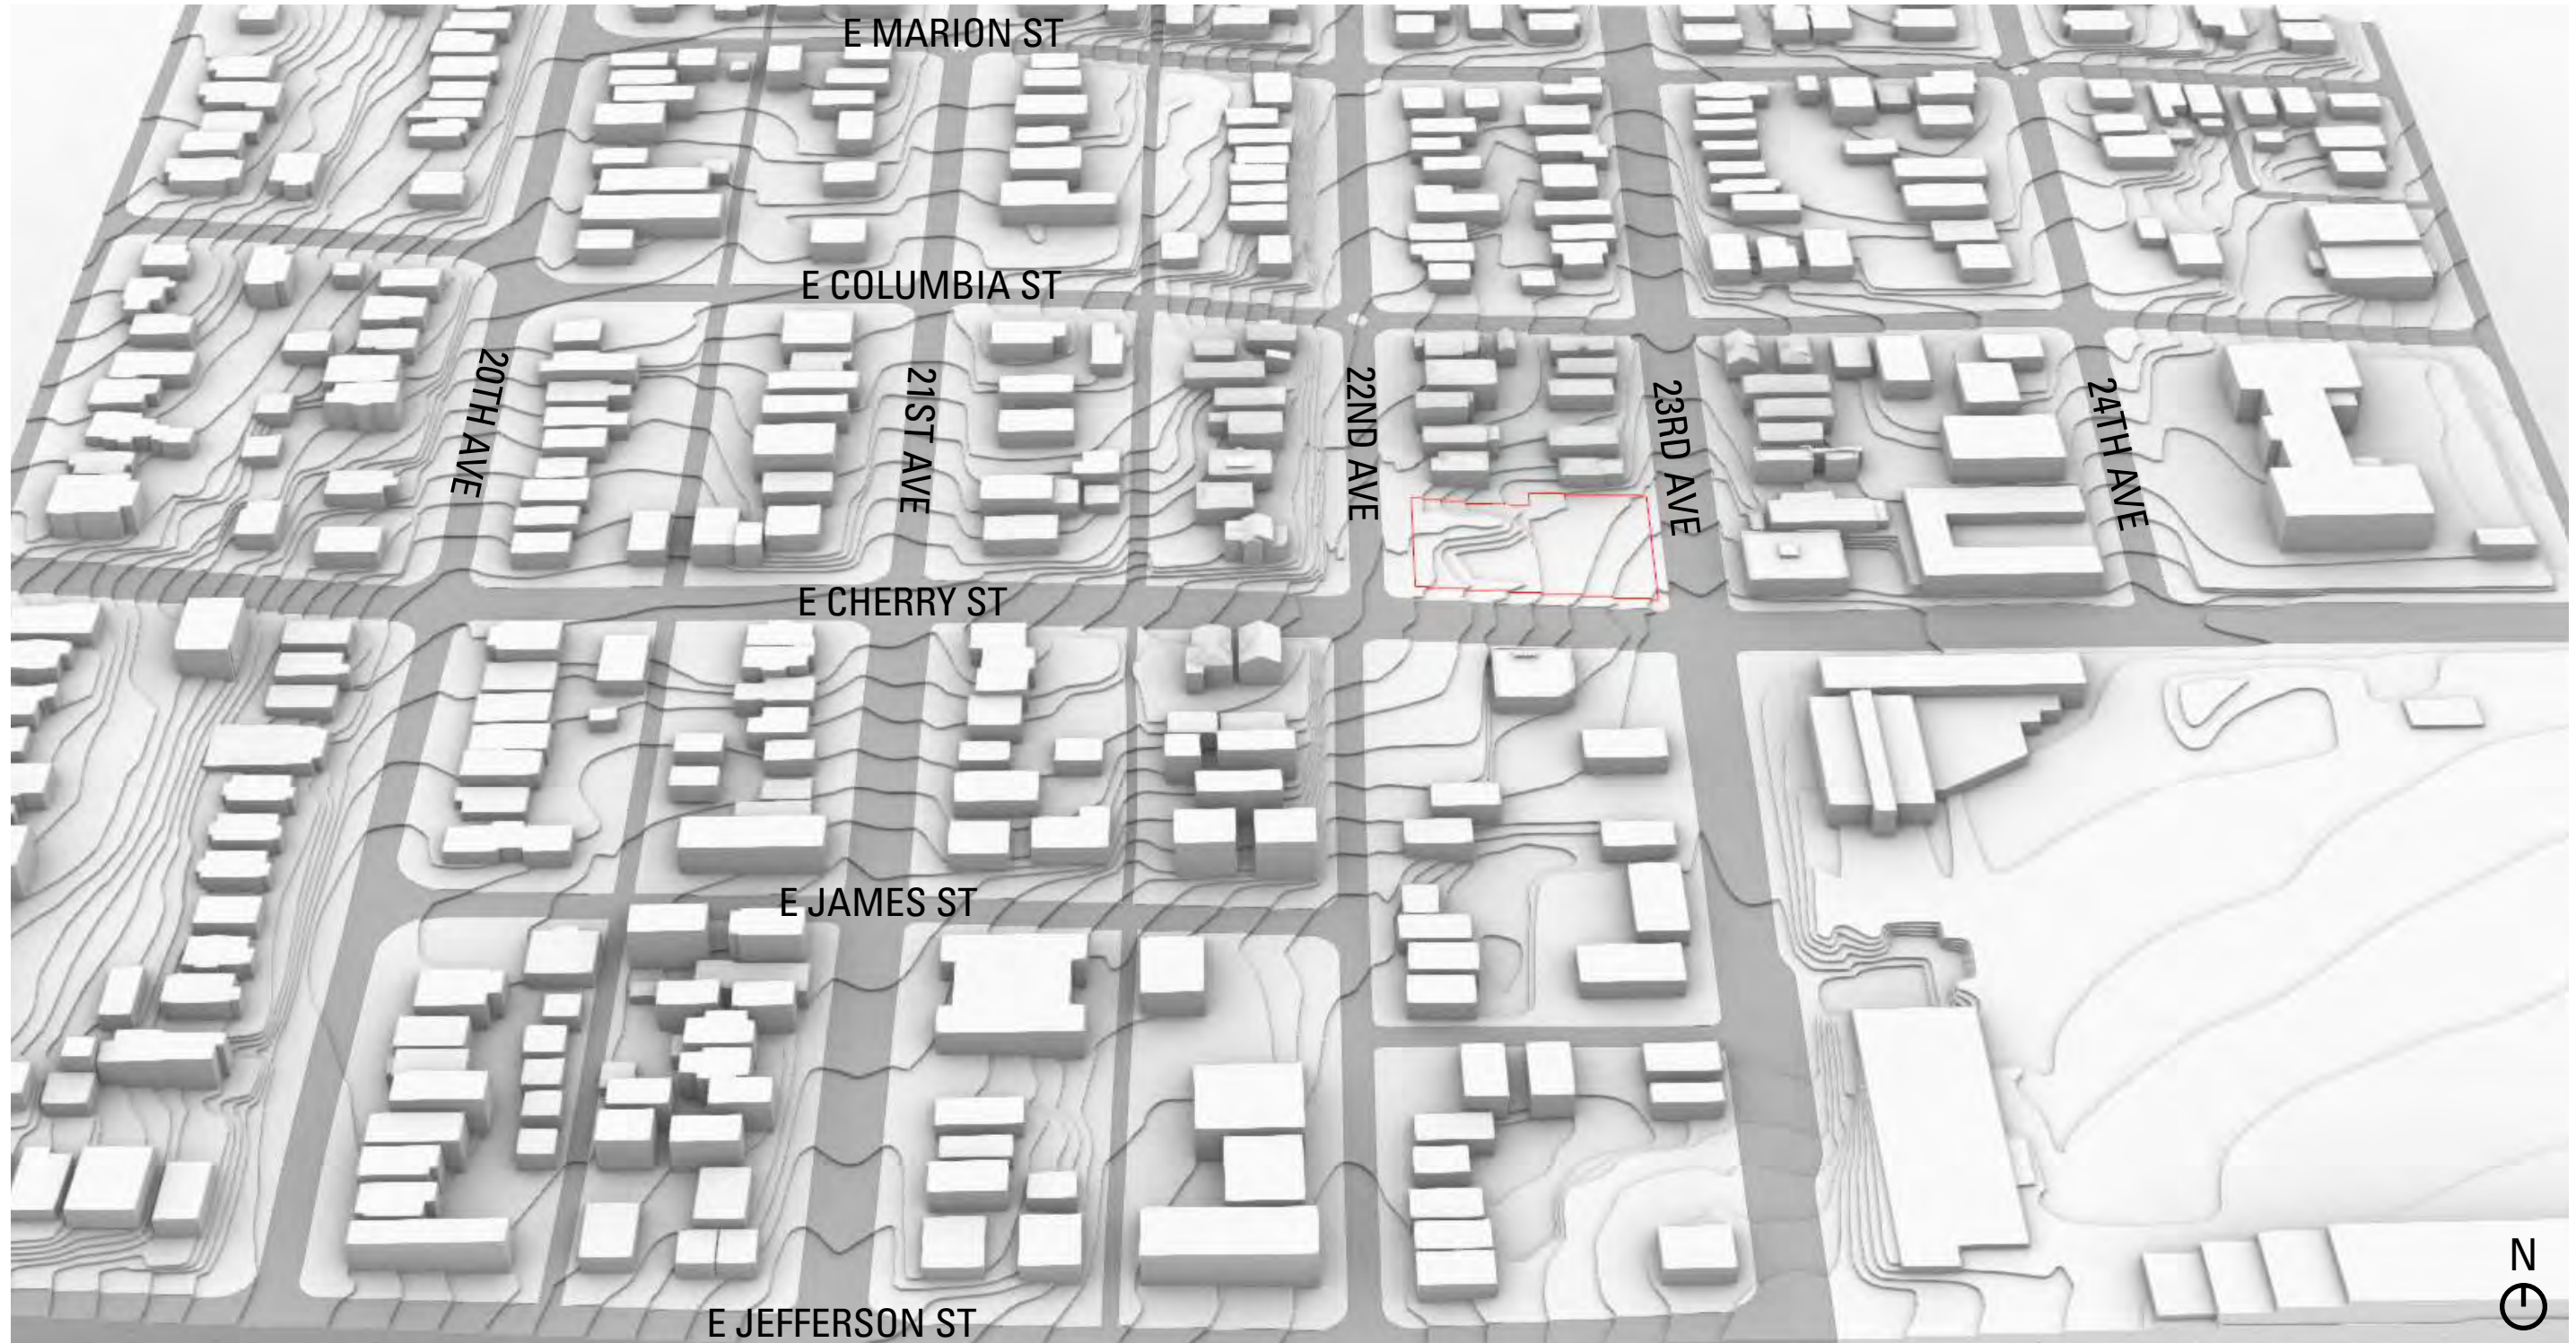 E MARION ST
E COLUMBIA ST
20TH AVE
21ST AVE
22ND AVE
23RD AVE
24TH AVE
E CHERRY ST
E JAMES ST
N
E JEFFERSON ST